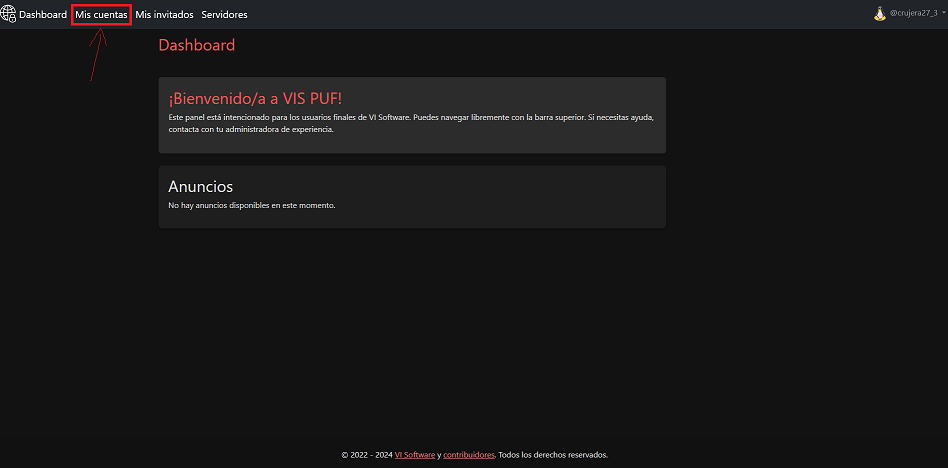 Dashboard Mis cuentas Mis invitados Servidores @crujera27_3
Dashboard
¡Bienvenido/a a VIS PUF!
Este panel está intencionado para los usuarios finales de VI Software. Puedes navegar libremente con la barra superior. Si necesitas ayuda,
contacta con tu administradora de experiencia.
Anuncios
No hay anuncios disponibles en este momento.
© 2022 - 2024 VI Software y contribuidores. Todos los derechos reservados.